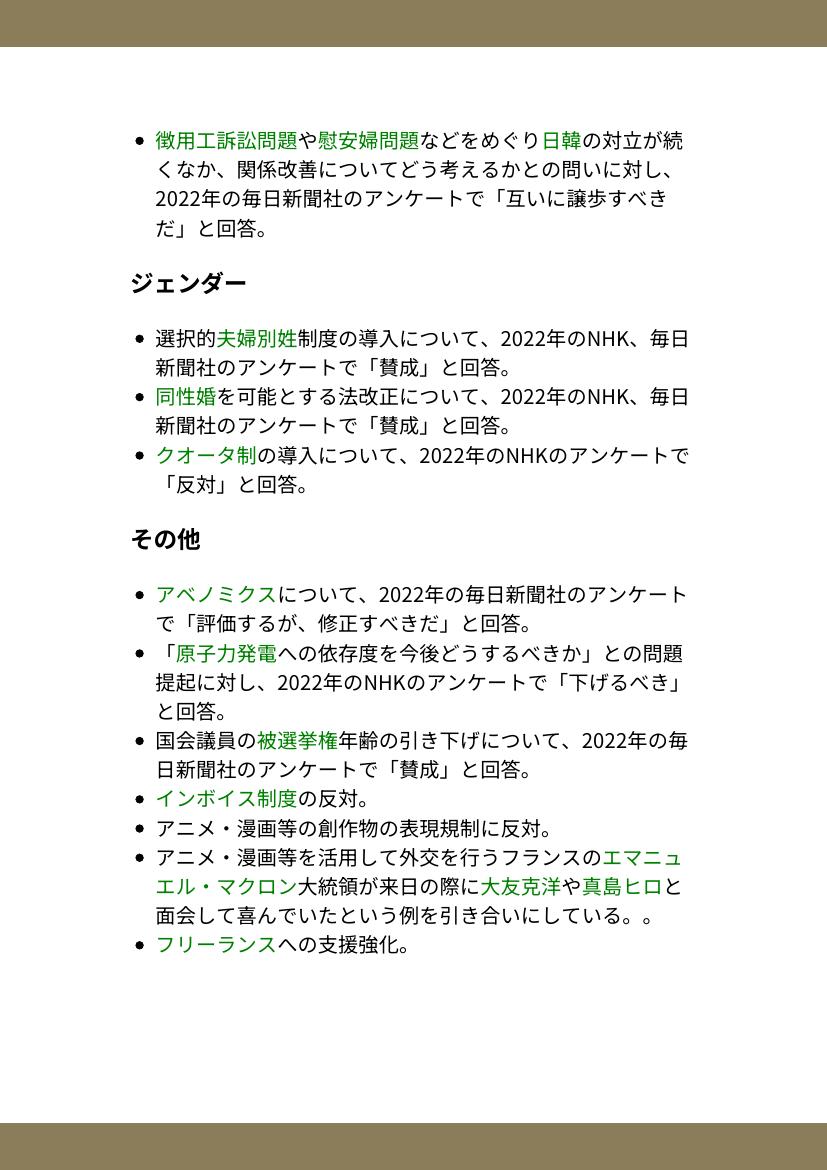 徴用工訴訟問題や慰安婦問題などをめぐり日韓の対立が続
くなか、関係改善についてどう考えるかとの問いに対し、
2022年の毎日新聞社のアンケートで「互いに譲歩すべき
だ」と回答。
ジェンダー
選択的夫婦別姓制度の導入について、2022年のNHK、毎日
新聞社のアンケートで「賛成」と回答。
同性婚を可能とする法改正について、2022年のNHK、毎日
新聞社のアンケートで「賛成」と回答。
クオータ制の導入について、2022年のNHKのアンケートで
「反対」と回答。
その他
アベノミクスについて、2022年の毎日新聞社のアンケート
で「評価するが、修正すべきだ」と回答。
「原子力発電への依存度を今後どうするべきか」との問題
提起に対し、2022年のNHKのアンケートで「下げるべき」
と回答。
国会議員の被選挙権年齢の引き下げについて、2022年の毎
日新聞社のアンケートで「賛成」と回答。
インボイス制度の反対。
アニメ・漫画等の創作物の表現規制に反対。
アニメ・漫画等を活用して外交を行うフランスのエマニュ
エル・マクロン大統領が来日の際に大友克洋や真島ヒロと
面会して喜んでいたという例を引き合いにしている。。
フリーランスへの支援強化。